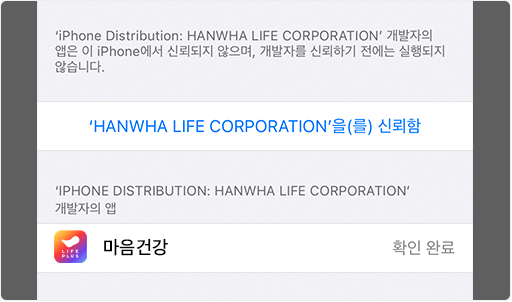 ‘iPhone Distribution: HANWHA LIFE CORPORATION’ 개발자의
앱은 이 iPhone에서 신뢰되지 않으며, 개발자를 신뢰하기 전에는 실행되지
않습니다.
‘HANWHA LIFE CORPORATION’을(를) 신뢰함
‘IPHONE DISTRIBUTION: HANWHA LIFE CORPORATION’
개발자의 앱
LIFE
PLUS
마음건강 확인 완료